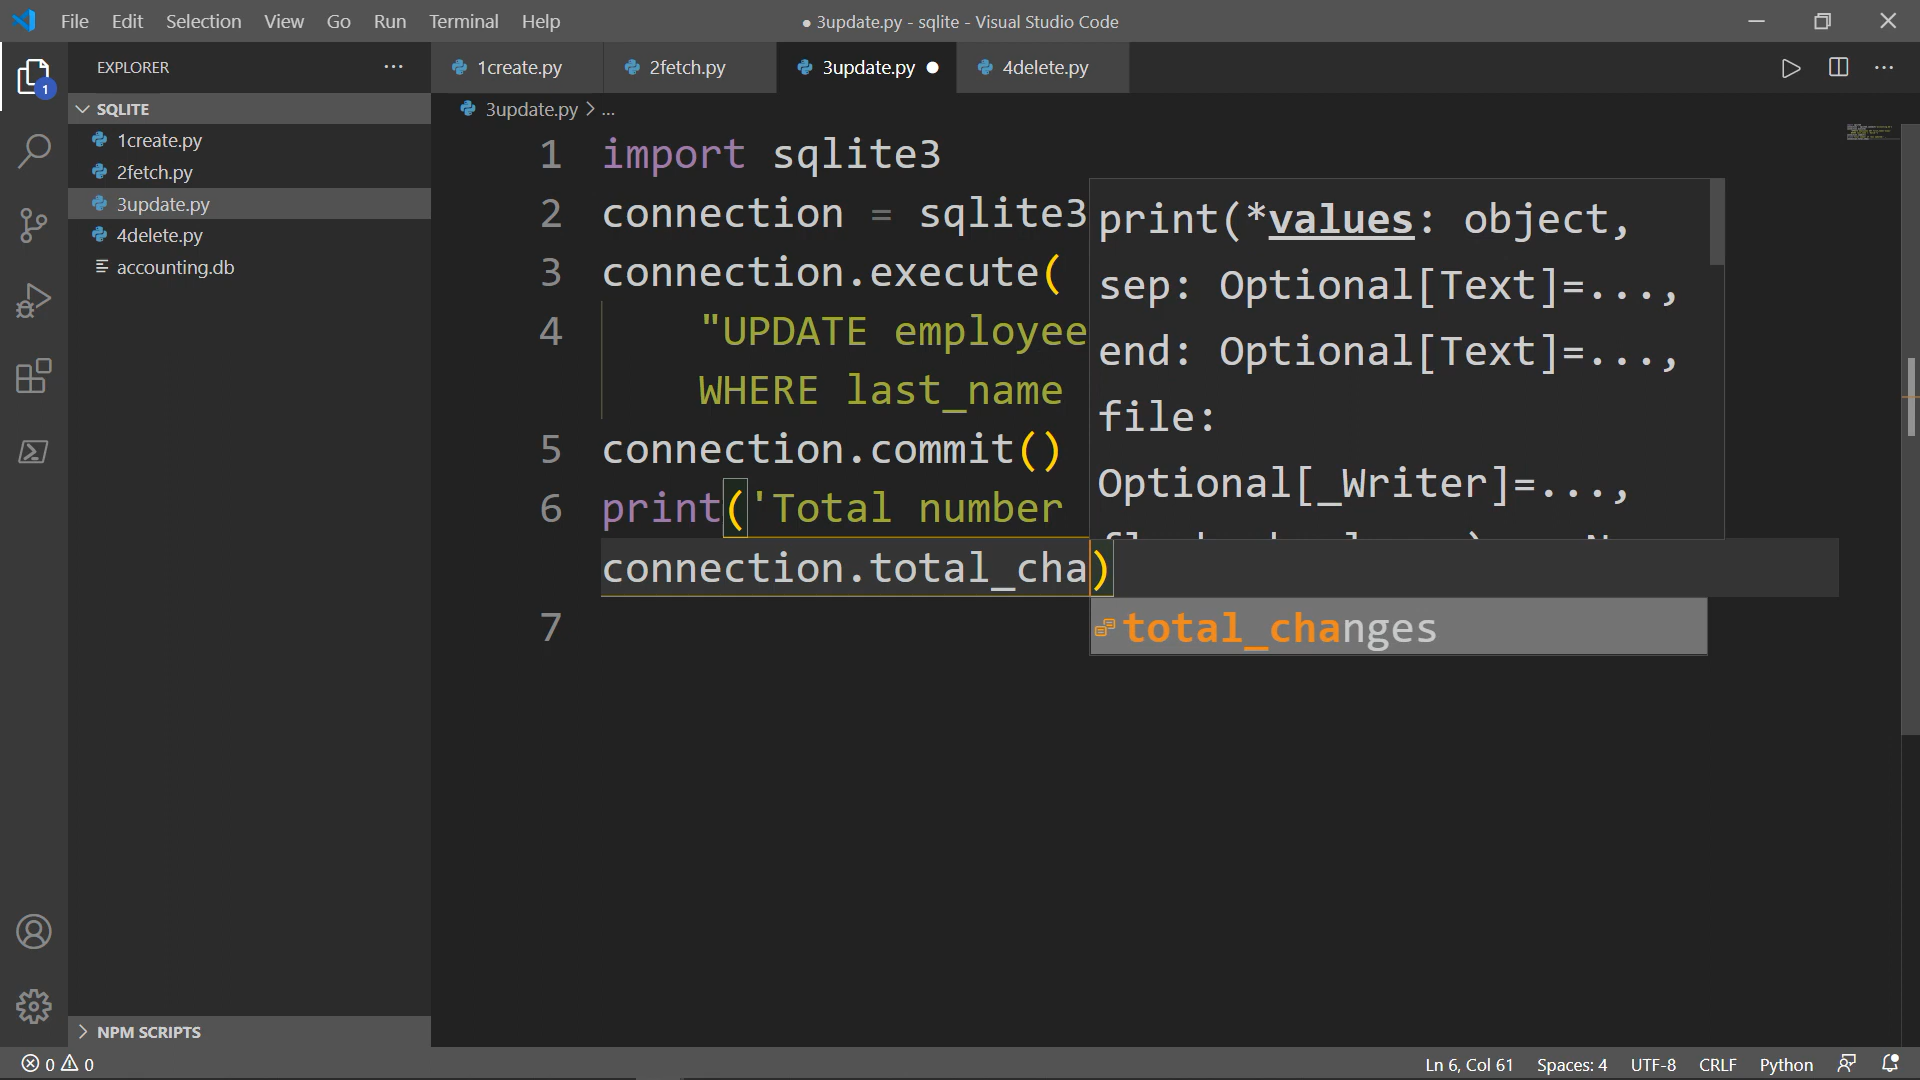 File Edit Selection View Go Run Terminal Help
● 3update.py - sqlite - Visual Studio Code
EXPLORER
1create.py
2fetch.py
3update.py
4delete.py
1
SQLITE
1create.py
2fetch.py
3update.py
4delete.py
accounting.db
NPM SCRIPTS
3update.py > ...
1 import sqlite3
2 connection = sqlite3
3 connection.execute(
4 "UPDATE employee
WHERE last_name
5 connection.commit()
6 print('Total number
connection.total_cha)
7
print(*values: object,
sep: Optional[Text]=...,
end: Optional[Text]=...,
file:
Optional[_Writer]=...,
total_changes
0 0
Ln 6, Col 61 Spaces: 4 UTF-8 CRLF Python